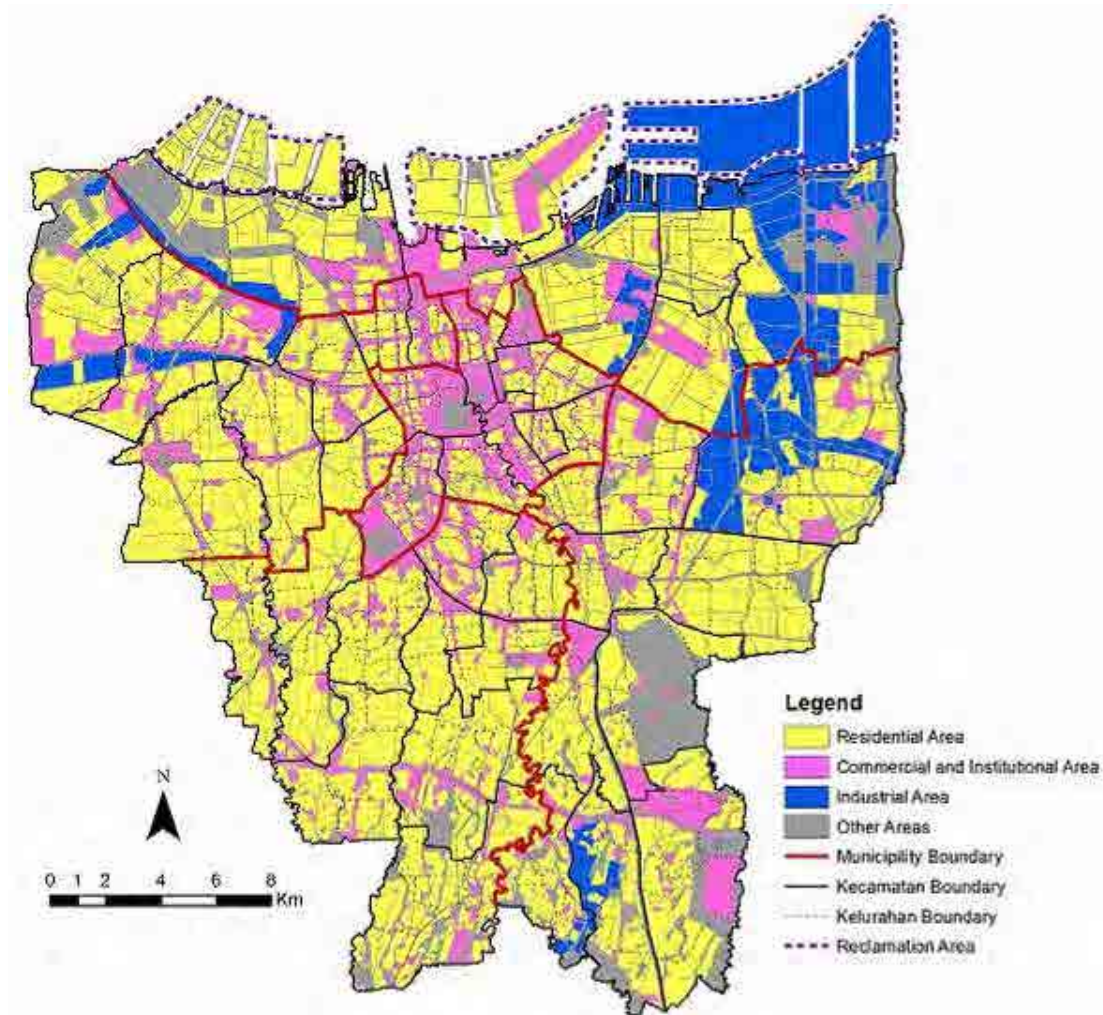 Legend
Residential Area
Commercial and Institutional Area
Industrial Area
Other Areas
Municipility Boundary
Kecamatan Boundary
Kelurahan Boundary
Reclamation Area
N
0 1 2 4 6 8
Km